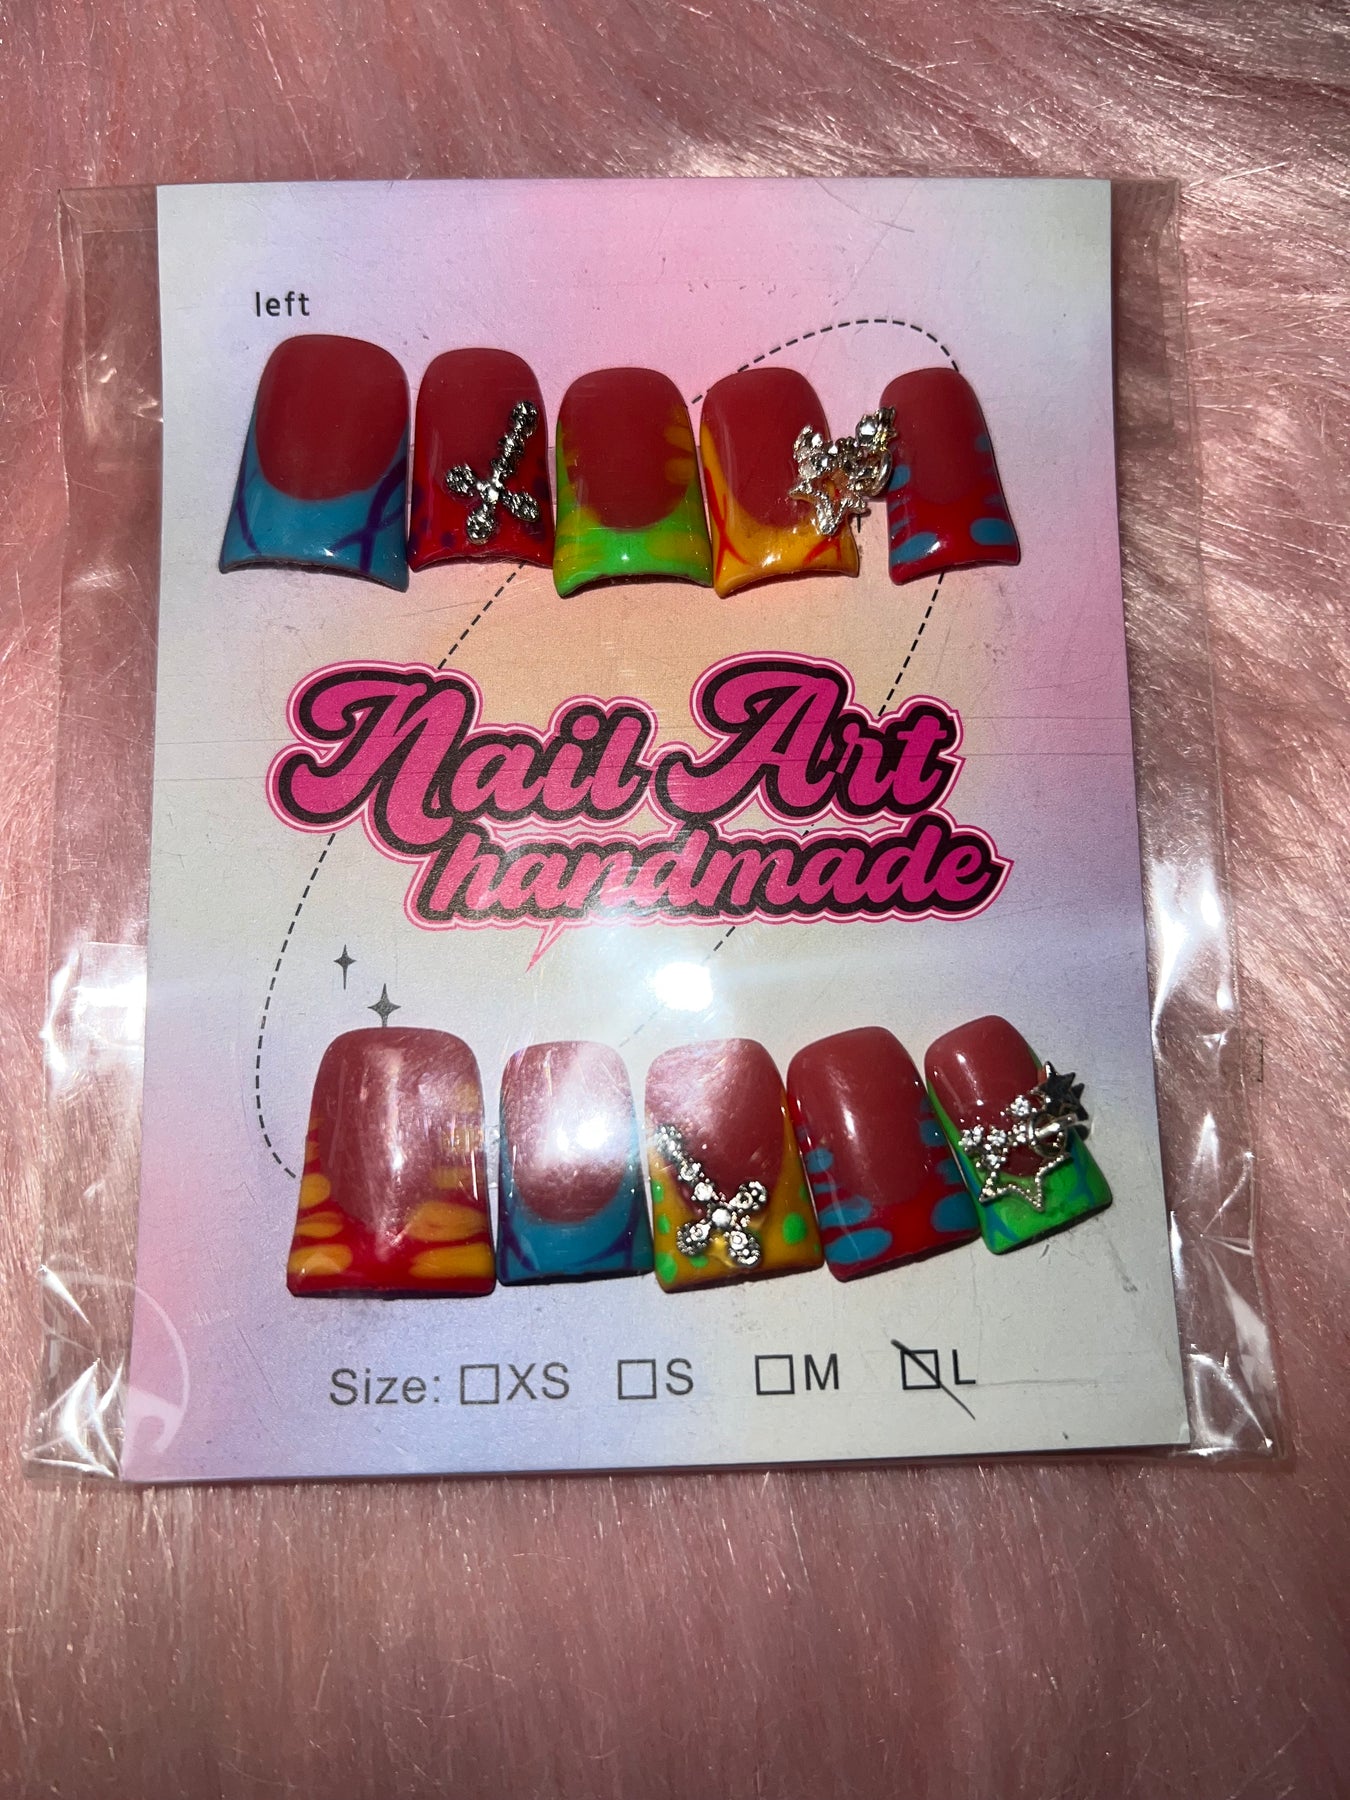 left
Nail Art
handmade
Size: ☐XS ☐S ☐M ☐L